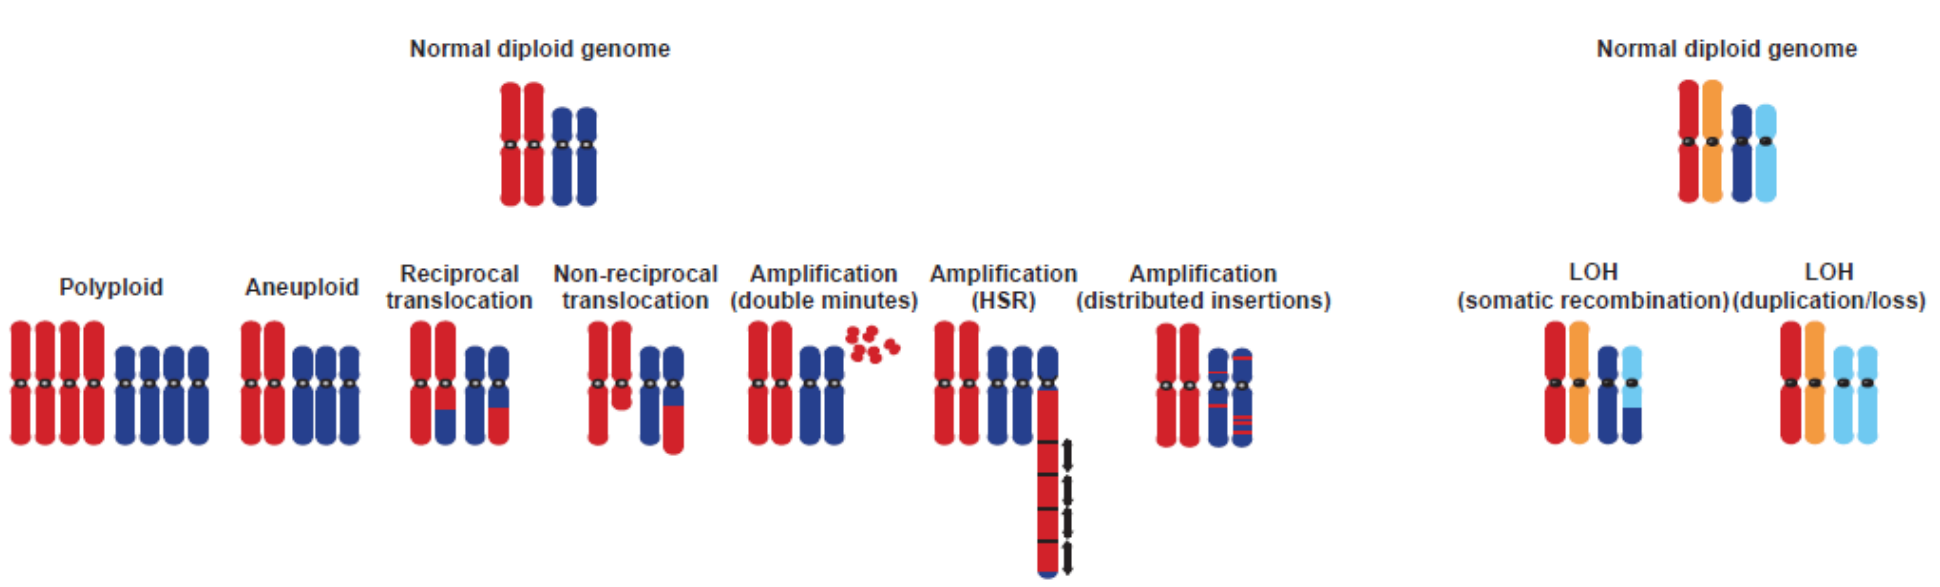 Normal diploid genome
Normal diploid genome
Polyploid
Aneuploid
Reciprocal
translocation
Non-reciprocal
translocation
Amplification
(double minutes)
Amplification
(HSR)
Amplification
(distributed insertions)
LOH
(somatic recombination)
LOH
(duplication/loss)